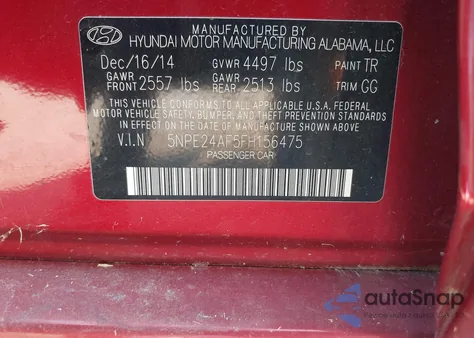 MANUFACTURED BY
HYUNDAI MOTOR MANUFACTURING ALABAMA, LLC
Dec/16/14 GVWR 4497 lbs PAINT TR
GAWR FRONT 2557 lbs GAWR REAR 2513 lbs TRIM GG
THIS VEHICLE CONFORMS TO ALL APPLICABLE U.S.A. FEDERAL
MOTOR VEHICLE SAFETY, BUMPER, AND THEFT PREVENTION STANDARDS
IN EFFECT ON THE DATE OF MANUFACTURE SHOWN ABOVE.
V.I.N 5NPE24AF5FH156475
PASSENGER CAR
autoSnap